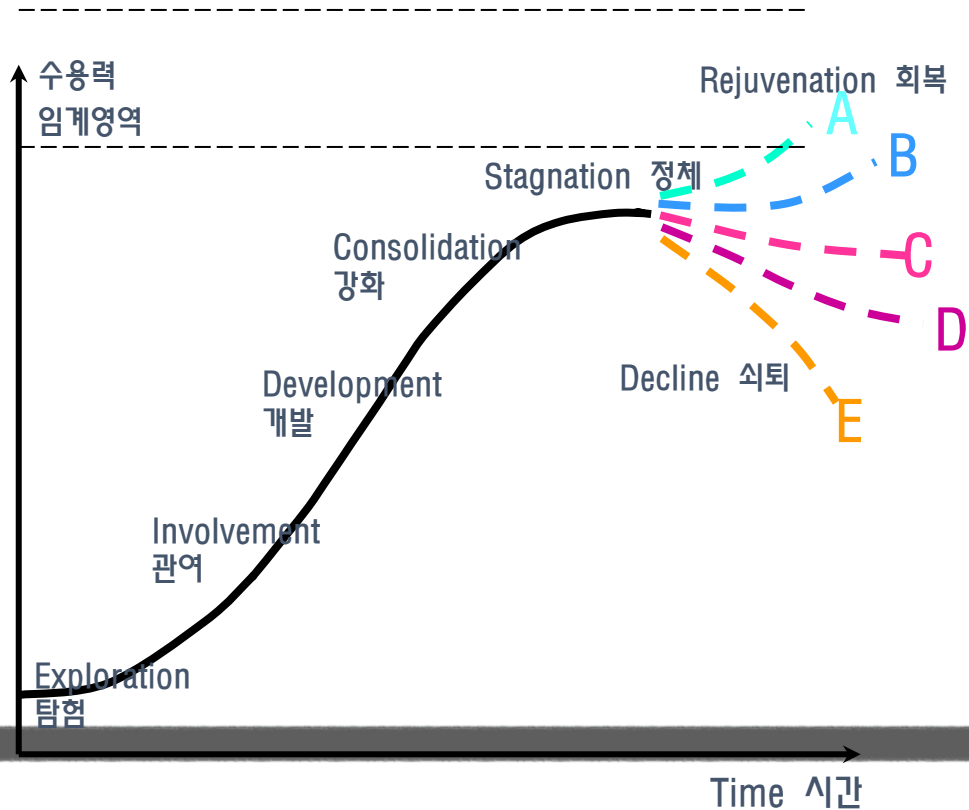 수용력
임계영역
Rejuvenation 회복
A
B
Stagnation 정체
Consolidation
강화
C
D
Development
개발
Decline 쇠퇴
E
Involvement
관여
Exploration
탐험
Time 시간